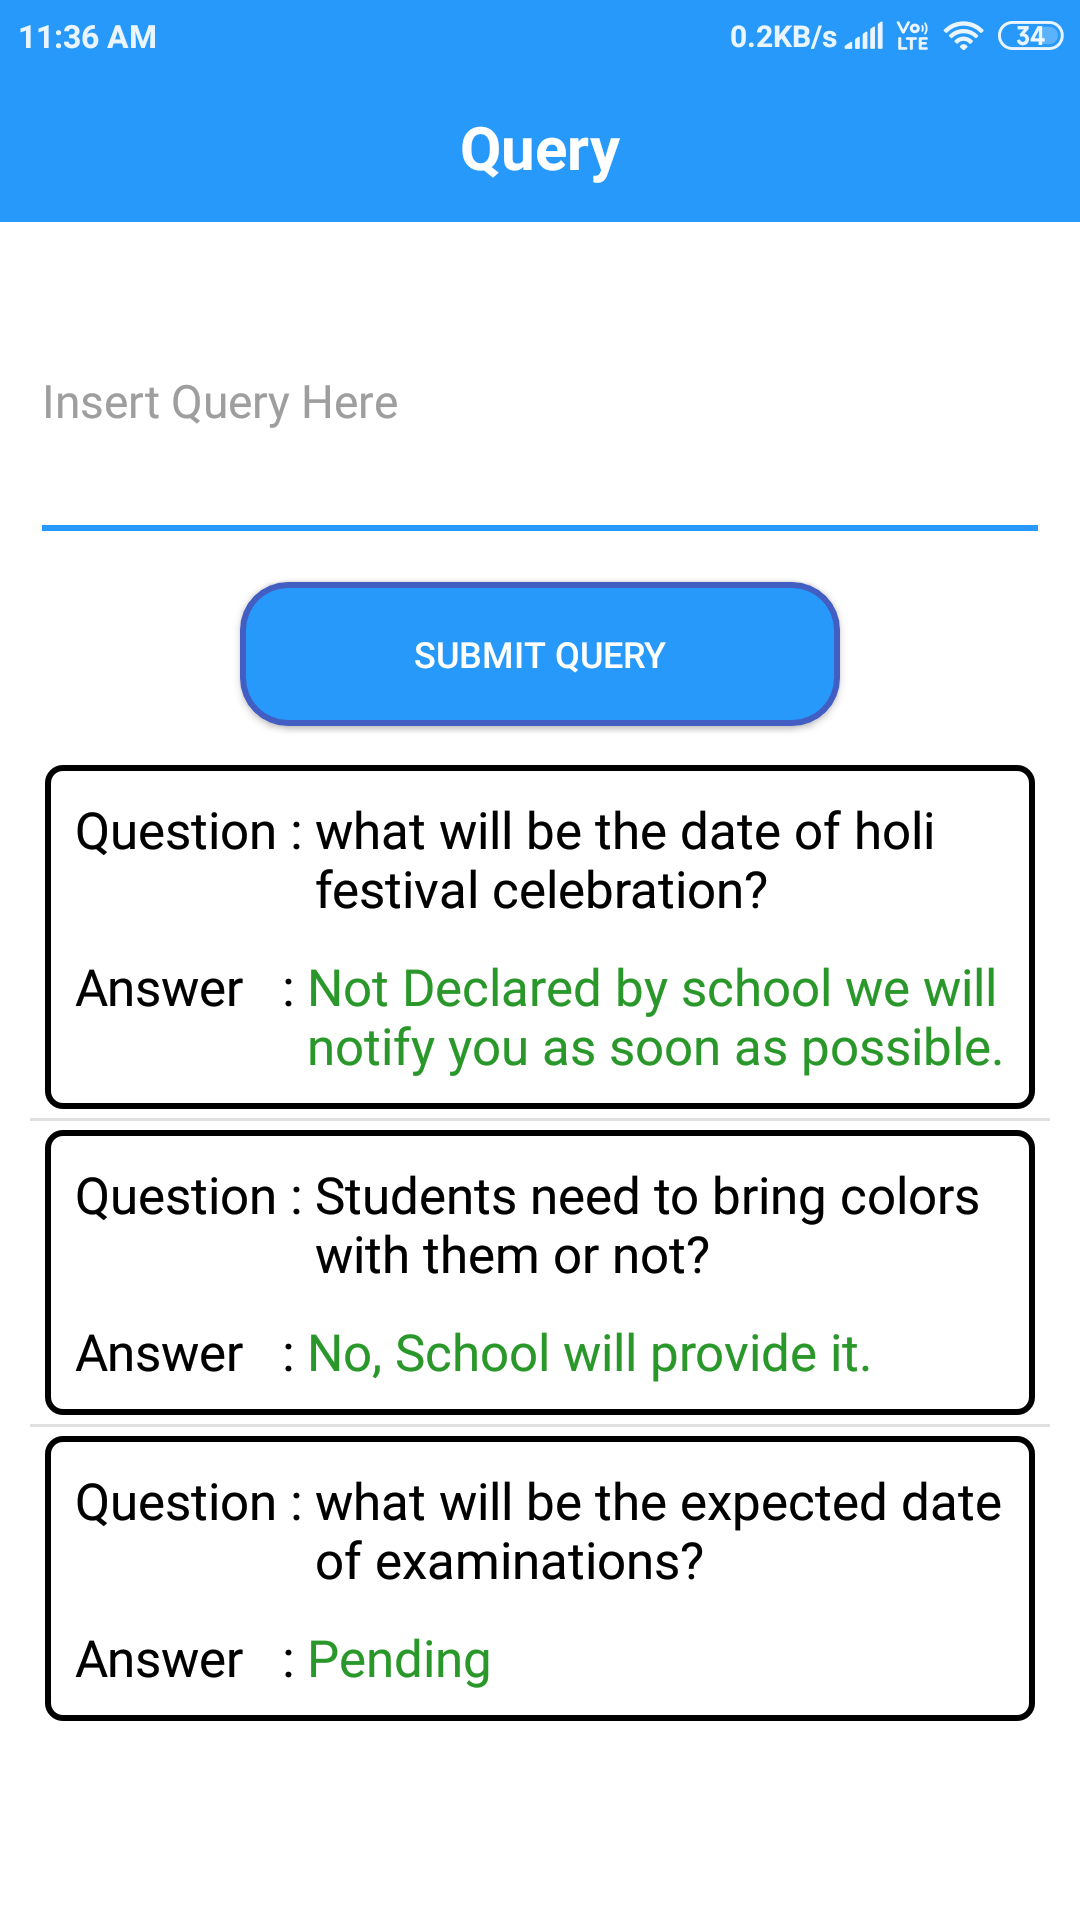 11:36 AM 0.2KB/s Vo)) LTE 34
Query
Insert Query Here
SUBMIT QUERY
Question : what will be the date of holi
festival celebration?
Answer : Not Declared by school we will
notify you as soon as possible.
Question : Students need to bring colors
with them or not?
Answer : No, School will provide it.
Question : what will be the expected date
of examinations?
Answer : Pending